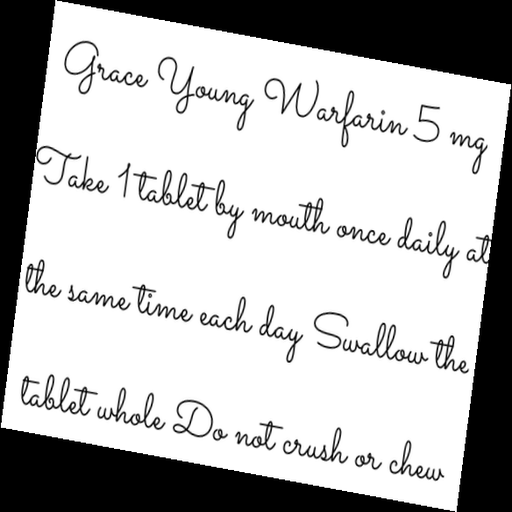 Grace Young Warfarin 5 mg
Take 1 tablet by mouth once daily at
the same time each day Swallow the
tablet whole Do not crush or chew